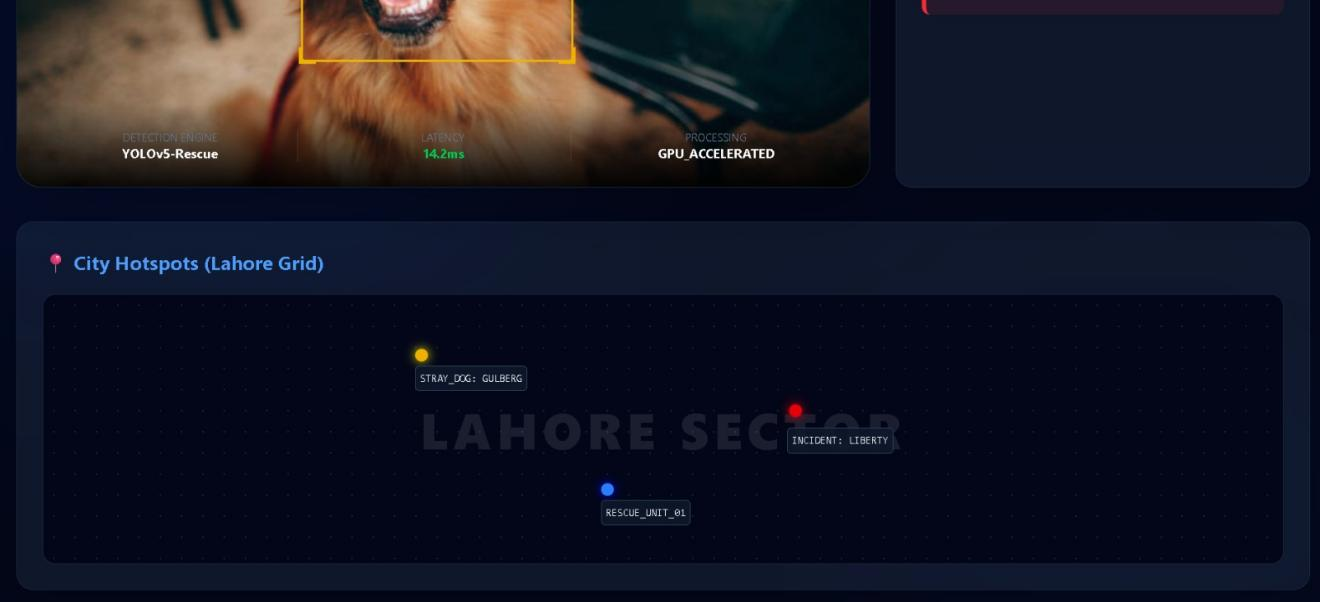 DETECTION ENGINE
YOLOv5-Rescue
LATENCY
14.2ms
PROCESSING
GPU_ACCELERATED
📍 City Hotspots (Lahore Grid)
STRAY_DOG: GULBERG
LAHORE SECTOR
INCIDENT: LIBERTY
RESCUE_UNIT_01